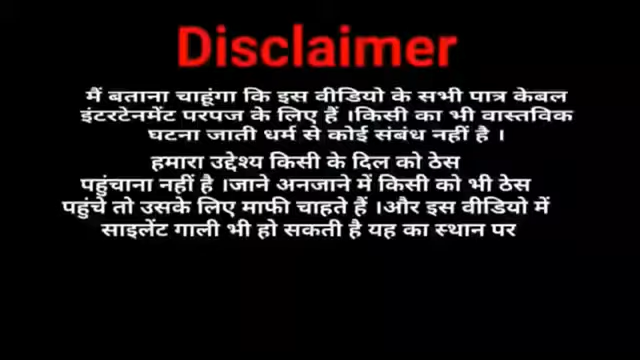 Disclaimer
मैं बताना चाहूंगा कि इस वीडियो के सभी पात्र केबल
इंटरटेनमेंट परपज के लिए हैं ।किसी का भी वास्तविक
घटना जाती धर्म से कोई संबंध नहीं है ।
हमारा उद्देश्य किसी के दिल को ठेस
पहुंचाना नहीं है ।जाने अनजाने में किसी को भी ठेस
पहुंचे तो उसके लिए माफी चाहते हैं ।और इस वीडियो में
साइलेंट गाली भी हो सकती है यह का स्थान पर